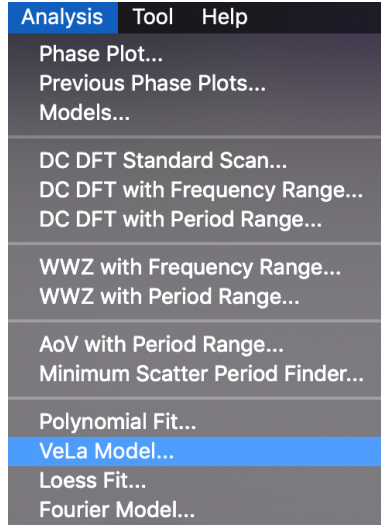 Analysis Tool Help
Phase Plot...
Previous Phase Plots...
Models...
DC DFT Standard Scan...
DC DFT with Frequency Range...
DC DFT with Period Range...
WWZ with Frequency Range...
WWZ with Period Range...
AoV with Period Range...
Minimum Scatter Period Finder...
Polynomial Fit...
VeLa Model...
Loess Fit...
Fourier Model...